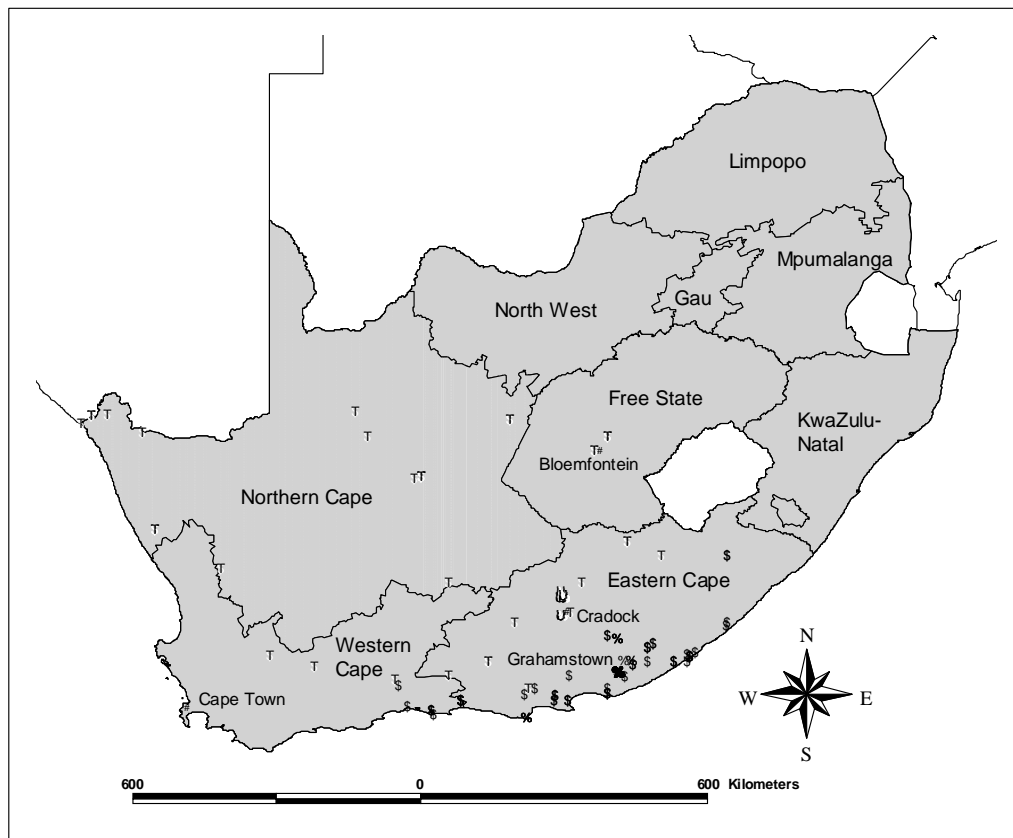 Limpopo
Mpumalanga
North West
Gau
Free State
KwaZulu-
Natal
Bloemfontein
Northern Cape
Eastern Cape
Cradock
Western
Cape
Grahamstown
Cape Town
N
W
E
S
600
0
600 Kilometers